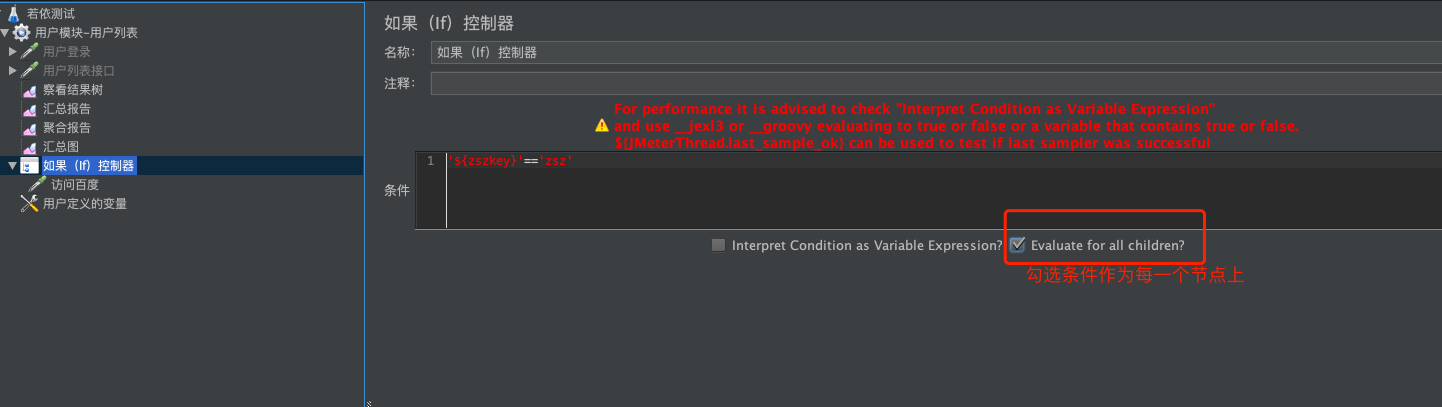 若依测试
用户模块-用户列表
用户登录
用户列表接口
察看结果树
汇总报告
聚合报告
汇总图
如果（If）控制器
访问百度
用户定义的变量
如果（If）控制器
名称： 如果（If）控制器
注释：
For performance it is advised to check "Interpret Condition as Variable Expression"
and use __jexl3 or __groovy evaluating to true or false or a variable that contains true or false.
${JMeterThread.last_sample_ok} can be used to test if last sampler was successful
1 '${zszkey}'=='zsz'
条件
Interpret Condition as Variable Expression? Evaluate for all children?
勾选条件作为每一个节点上